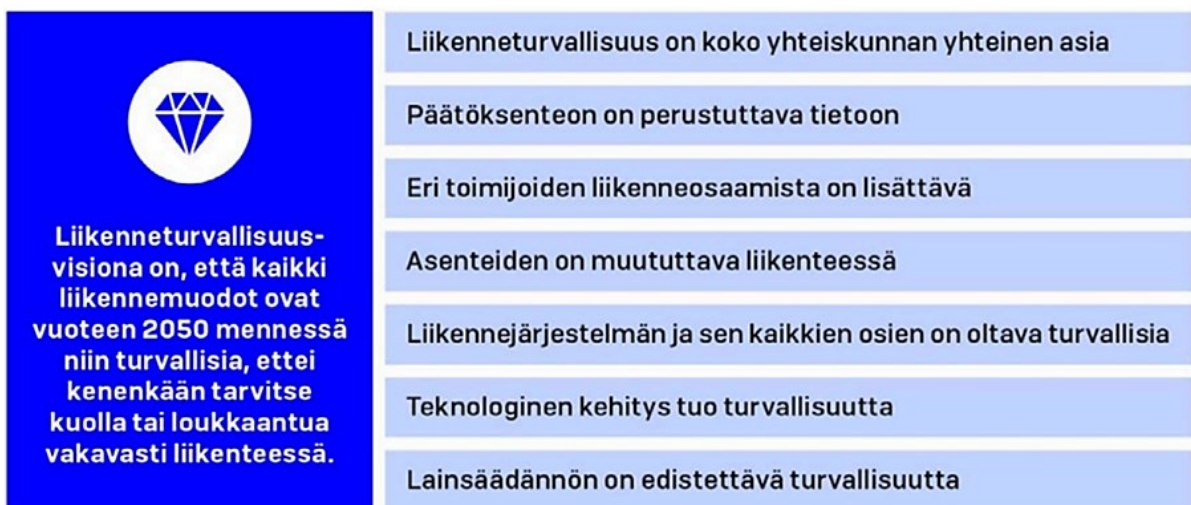 Liikenneturvallisuus-
visiona on, että kaikki
liikennemuodot ovat
vuoteen 2050 mennessä
niin turvallisia, ettei
kenenkään tarvitse
kuolla tai loukkaantua
vakavasti liikenteessä.
Liikenneturvallisuus on koko yhteiskunnan yhteinen asia
Päätöksenteon on perustuttava tietoon
Eri toimijoiden liikenneosaamista on lisättävä
Asenteiden on muututtava liikenteessä
Liikennejärjestelmän ja sen kaikkien osien on oltava turvallisia
Teknologinen kehitys tuo turvallisuutta
Lainsäädännön on edistettävä turvallisuutta